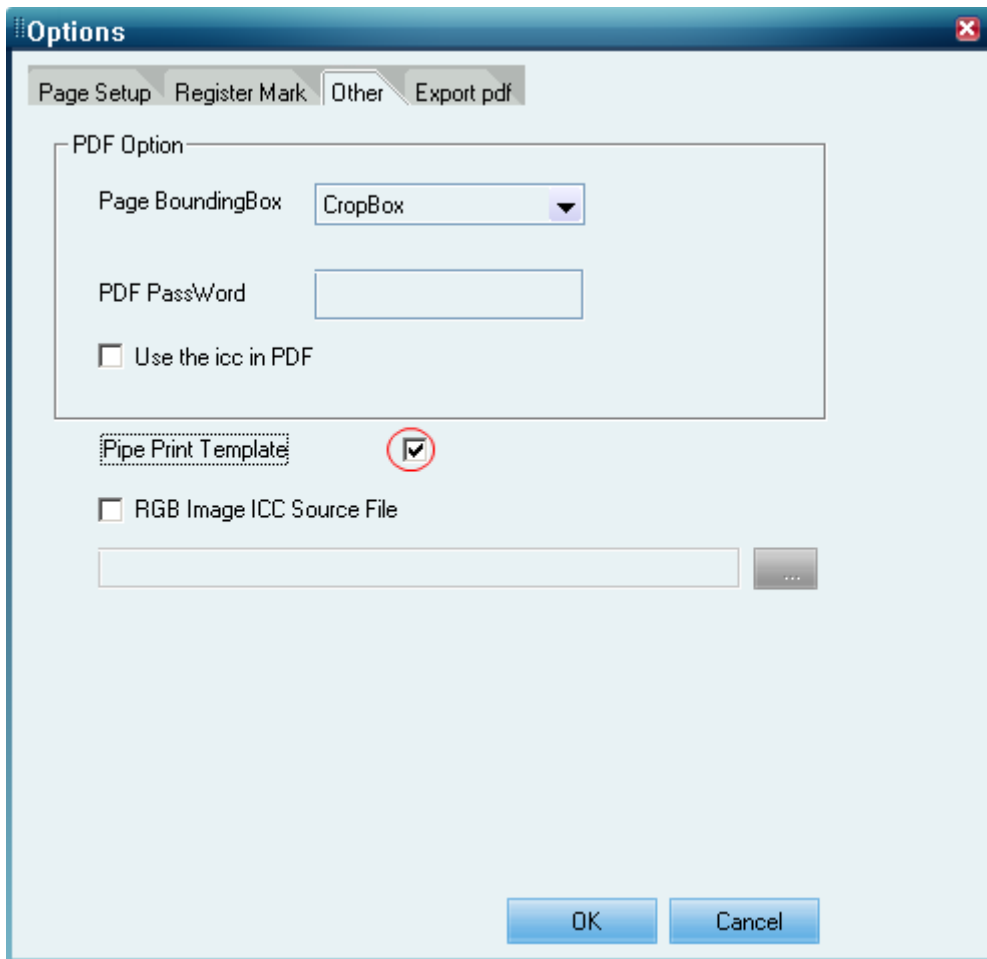 Options
Page Setup Register Mark Other Export pdf
PDF Option
Page BoundingBox CropBox
PDF PassWord
Use the icc in PDF
Pipe Print Template
RGB Image ICC Source File
...
OK Cancel